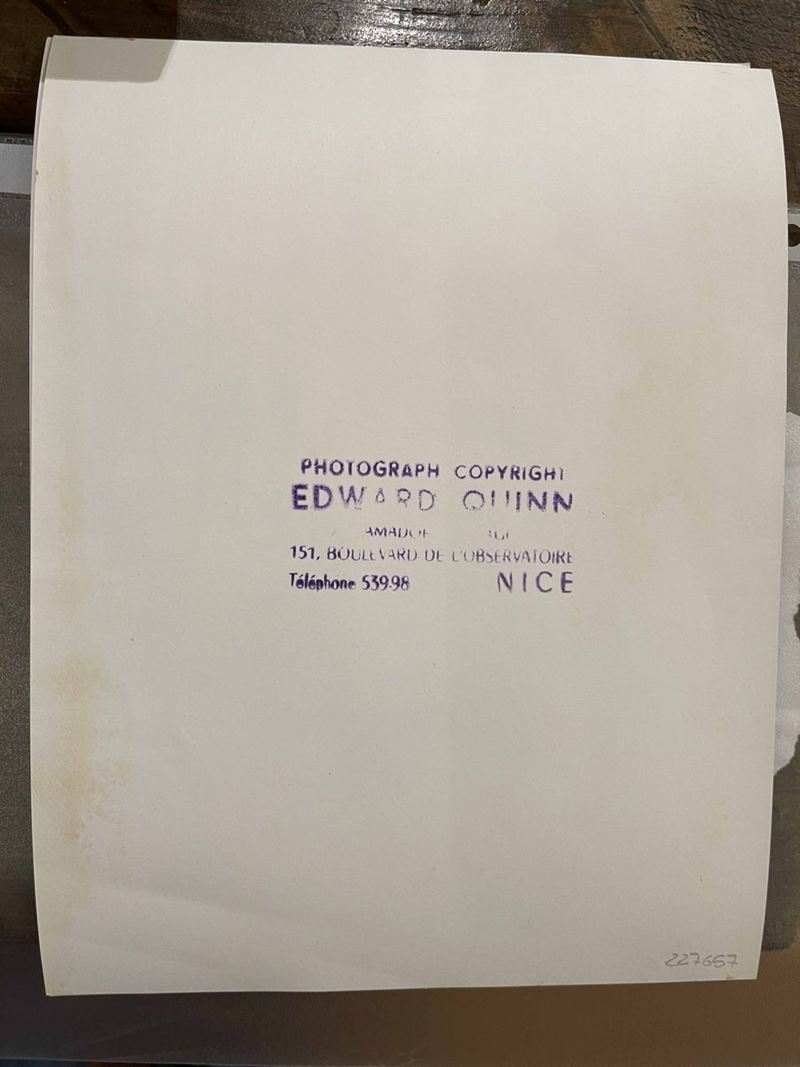 PHOTOGRAPH COPYRIGHT
EDWARD QUINN
151, BOULEVARD DE L'OBSERVATOIRE
Téléphone 539-98 NICE
227657